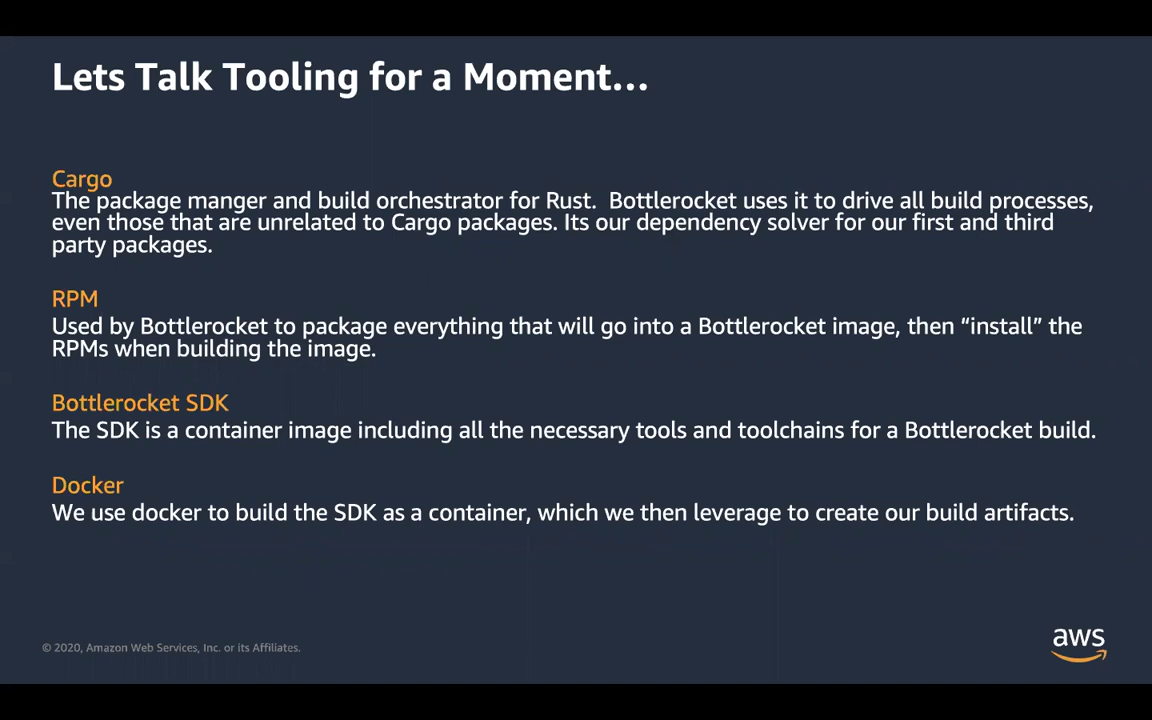 Lets Talk Tooling for a Moment...
Cargo
The package manger and build orchestrator for Rust.  Bottlerocket uses it to drive all build processes,
even those that are unrelated to Cargo packages. Its our dependency solver for our first and third
party packages.
RPM
Used by Bottlerocket to package everything that will go into a Bottlerocket image, then “install” the
RPMs when building the image.
Bottlerocket SDK
The SDK is a container image including all the necessary tools and toolchains for a Bottlerocket build.
Docker
We use docker to build the SDK as a container, which we then leverage to create our build artifacts.
© 2020, Amazon Web Services, Inc. or its Affiliates.
aws